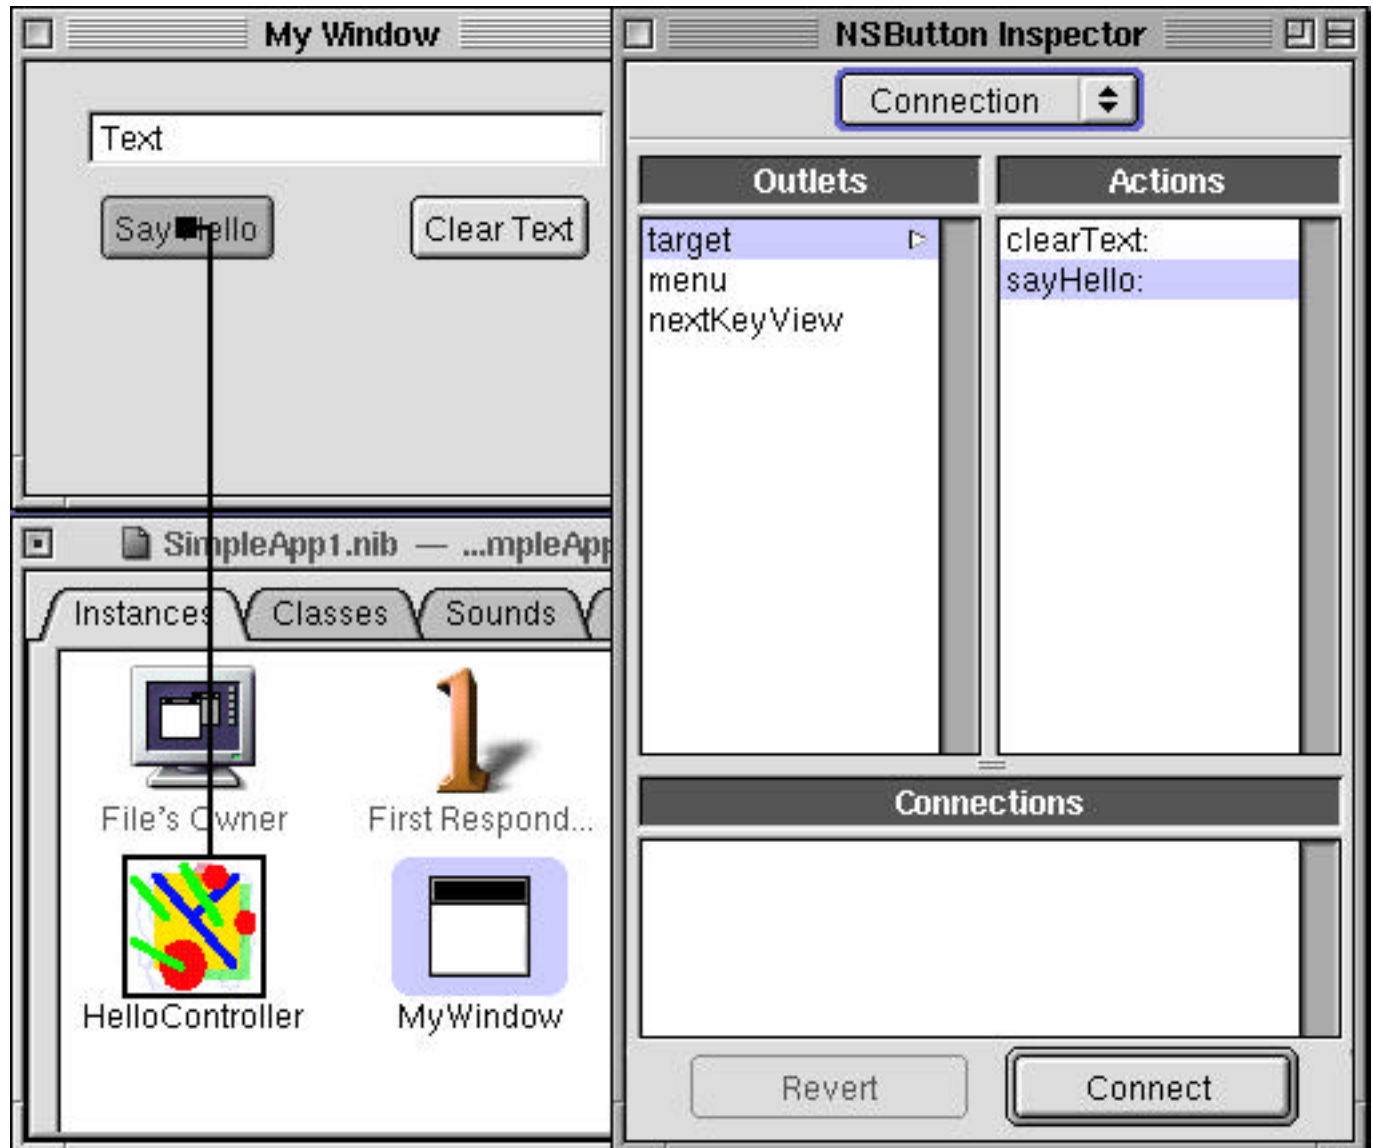 My Window
Text
Say Hello
Clear Text
SimpleApp1.nib — ...mpleApp
Instances
Classes
Sounds
File's Owner
First Respond...
HelloController
MyWindow
NSButton Inspector
Connection
Outlets
Actions
target
menu
nextKeyView
clearText:
sayHello:
Connections
Revert
Connect